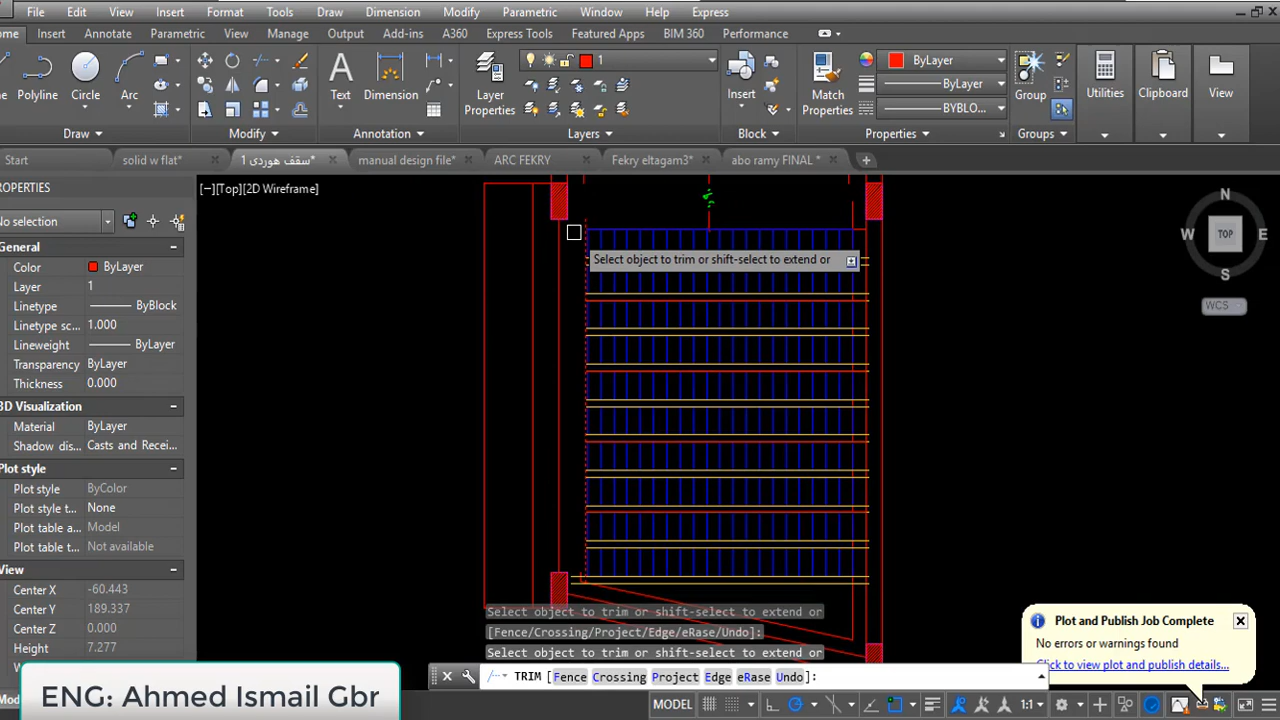 File Edit View Insert Format Tools Draw Dimension Modify Parametric Window Help Express
ome Insert Annotate Parametric View Manage Output Add-ins A360 Express Tools Featured Apps BIM 360 Performance
1 ByLayer
ByLayer
BYBLO...
Polyline Circle Arc Text Dimension Layer Properties Insert Match Properties Group Utilities Clipboard View
Draw Modify Annotation Layers Block Properties Groups
Start solid w flat* سقف هوردى 1* manual design file* ARC FEKRY Fekry eltagam3* abo ramy FINAL *
PROPERTIES
[−][Top][2D Wireframe]
No selection
General
Color ByLayer
Layer 1
Linetype ByBlock
Linetype sc... 1.000
Lineweight ByLayer
Transparency ByLayer
Thickness 0.000
3D Visualization
Material ByLayer
Shadow dis... Casts and Recei...
Plot style
Plot style ByColor
Plot style t... None
Plot table a... Model
Plot table t... Not available
View
Center X -60.443
Center Y 189.337
Center Z 0.000
Height 7.277
N
W TOP E
S
WCS
Select object to trim or shift-select to extend or
Select object to trim or shift-select to extend or
[Fence/Crossing/Project/Edge/eRase/Undo]:
Select object to trim or shift-select to extend or
TRIM [Fence Crossing Project Edge eRase Undo]:
Plot and Publish Job Complete
No errors or warnings found
Click to view plot and publish details...
MODEL 1:1
ENG: Ahmed Ismail Gbr